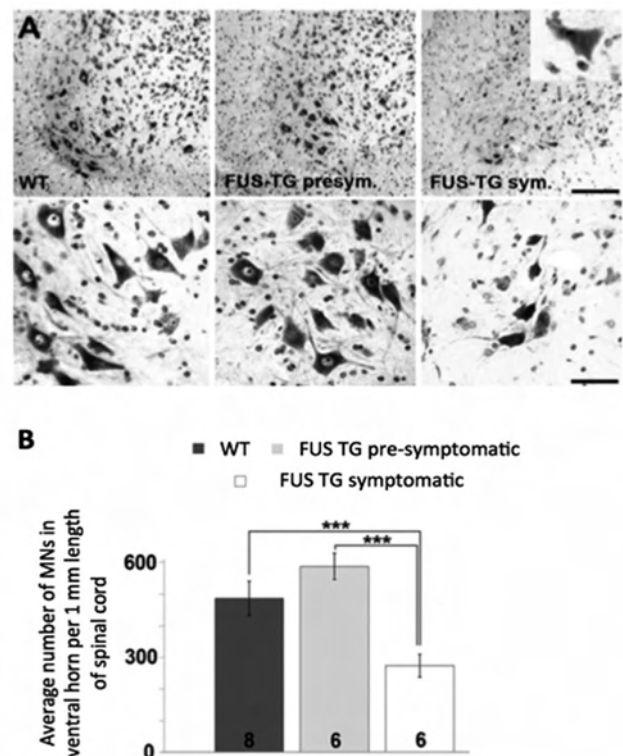 A
WT
FUS-TG presym.
FUS-TG sym.
B
WT
FUS TG pre-symptomatic
FUS TG symptomatic
Average number of MNs in
ventral horn per 1 mm length
of spinal cord
***
***
600
300
0
8
6
6